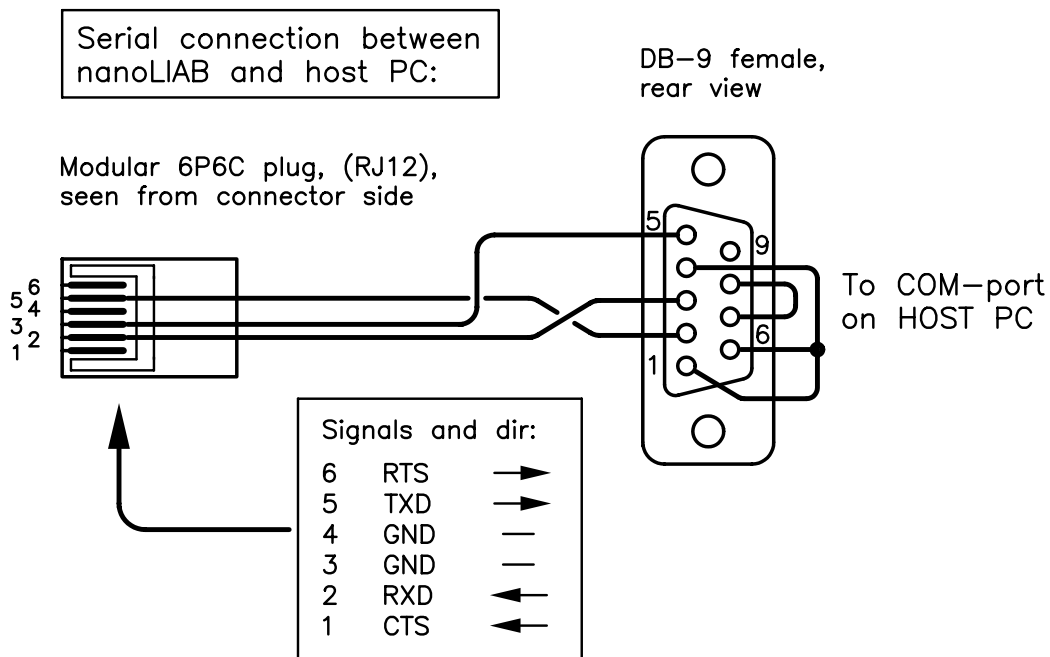 Serial connection between
nanoLIAB and host PC:
DB-9 female,
rear view
Modular 6P6C plug, (RJ12),
seen from connector side
5
9
6
5
4
3
2
1
6
1
To COM-port
on HOST PC
Signals and dir:
6 RTS
5 TXD
4 GND —
3 GND —
2 RXD
1 CTS